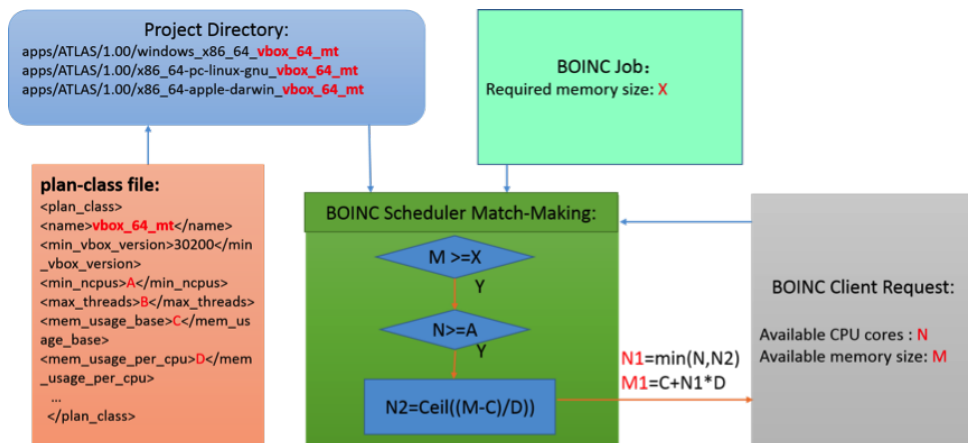 Project Directory:
apps/ATLAS/1.00/windows_x86_64_vbox_64_mt
apps/ATLAS/1.00/x86_64-pc-linux-gnu_vbox_64_mt
apps/ATLAS/1.00/x86_64-apple-darwin_vbox_64_mt
BOINC Job：
Required memory size: X
plan-class file:
<plan_class>
<name>vbox_64_mt</name>
<min_vbox_version>30200</min
_vbox_version>
<min_ncpus>A</min_ncpus>
<max_threads>B</max_threads>
<mem_usage_base>C</mem_us
age_base>
<mem_usage_per_cpu>D</mem
_usage_per_cpu>
...
</plan_class>
BOINC Scheduler Match-Making:
M >=X
Y
N>=A
Y
N2=Ceil((M-C)/D))
N1=min(N,N2)
M1=C+N1*D
BOINC Client Request:
Available CPU cores : N
Available memory size: M